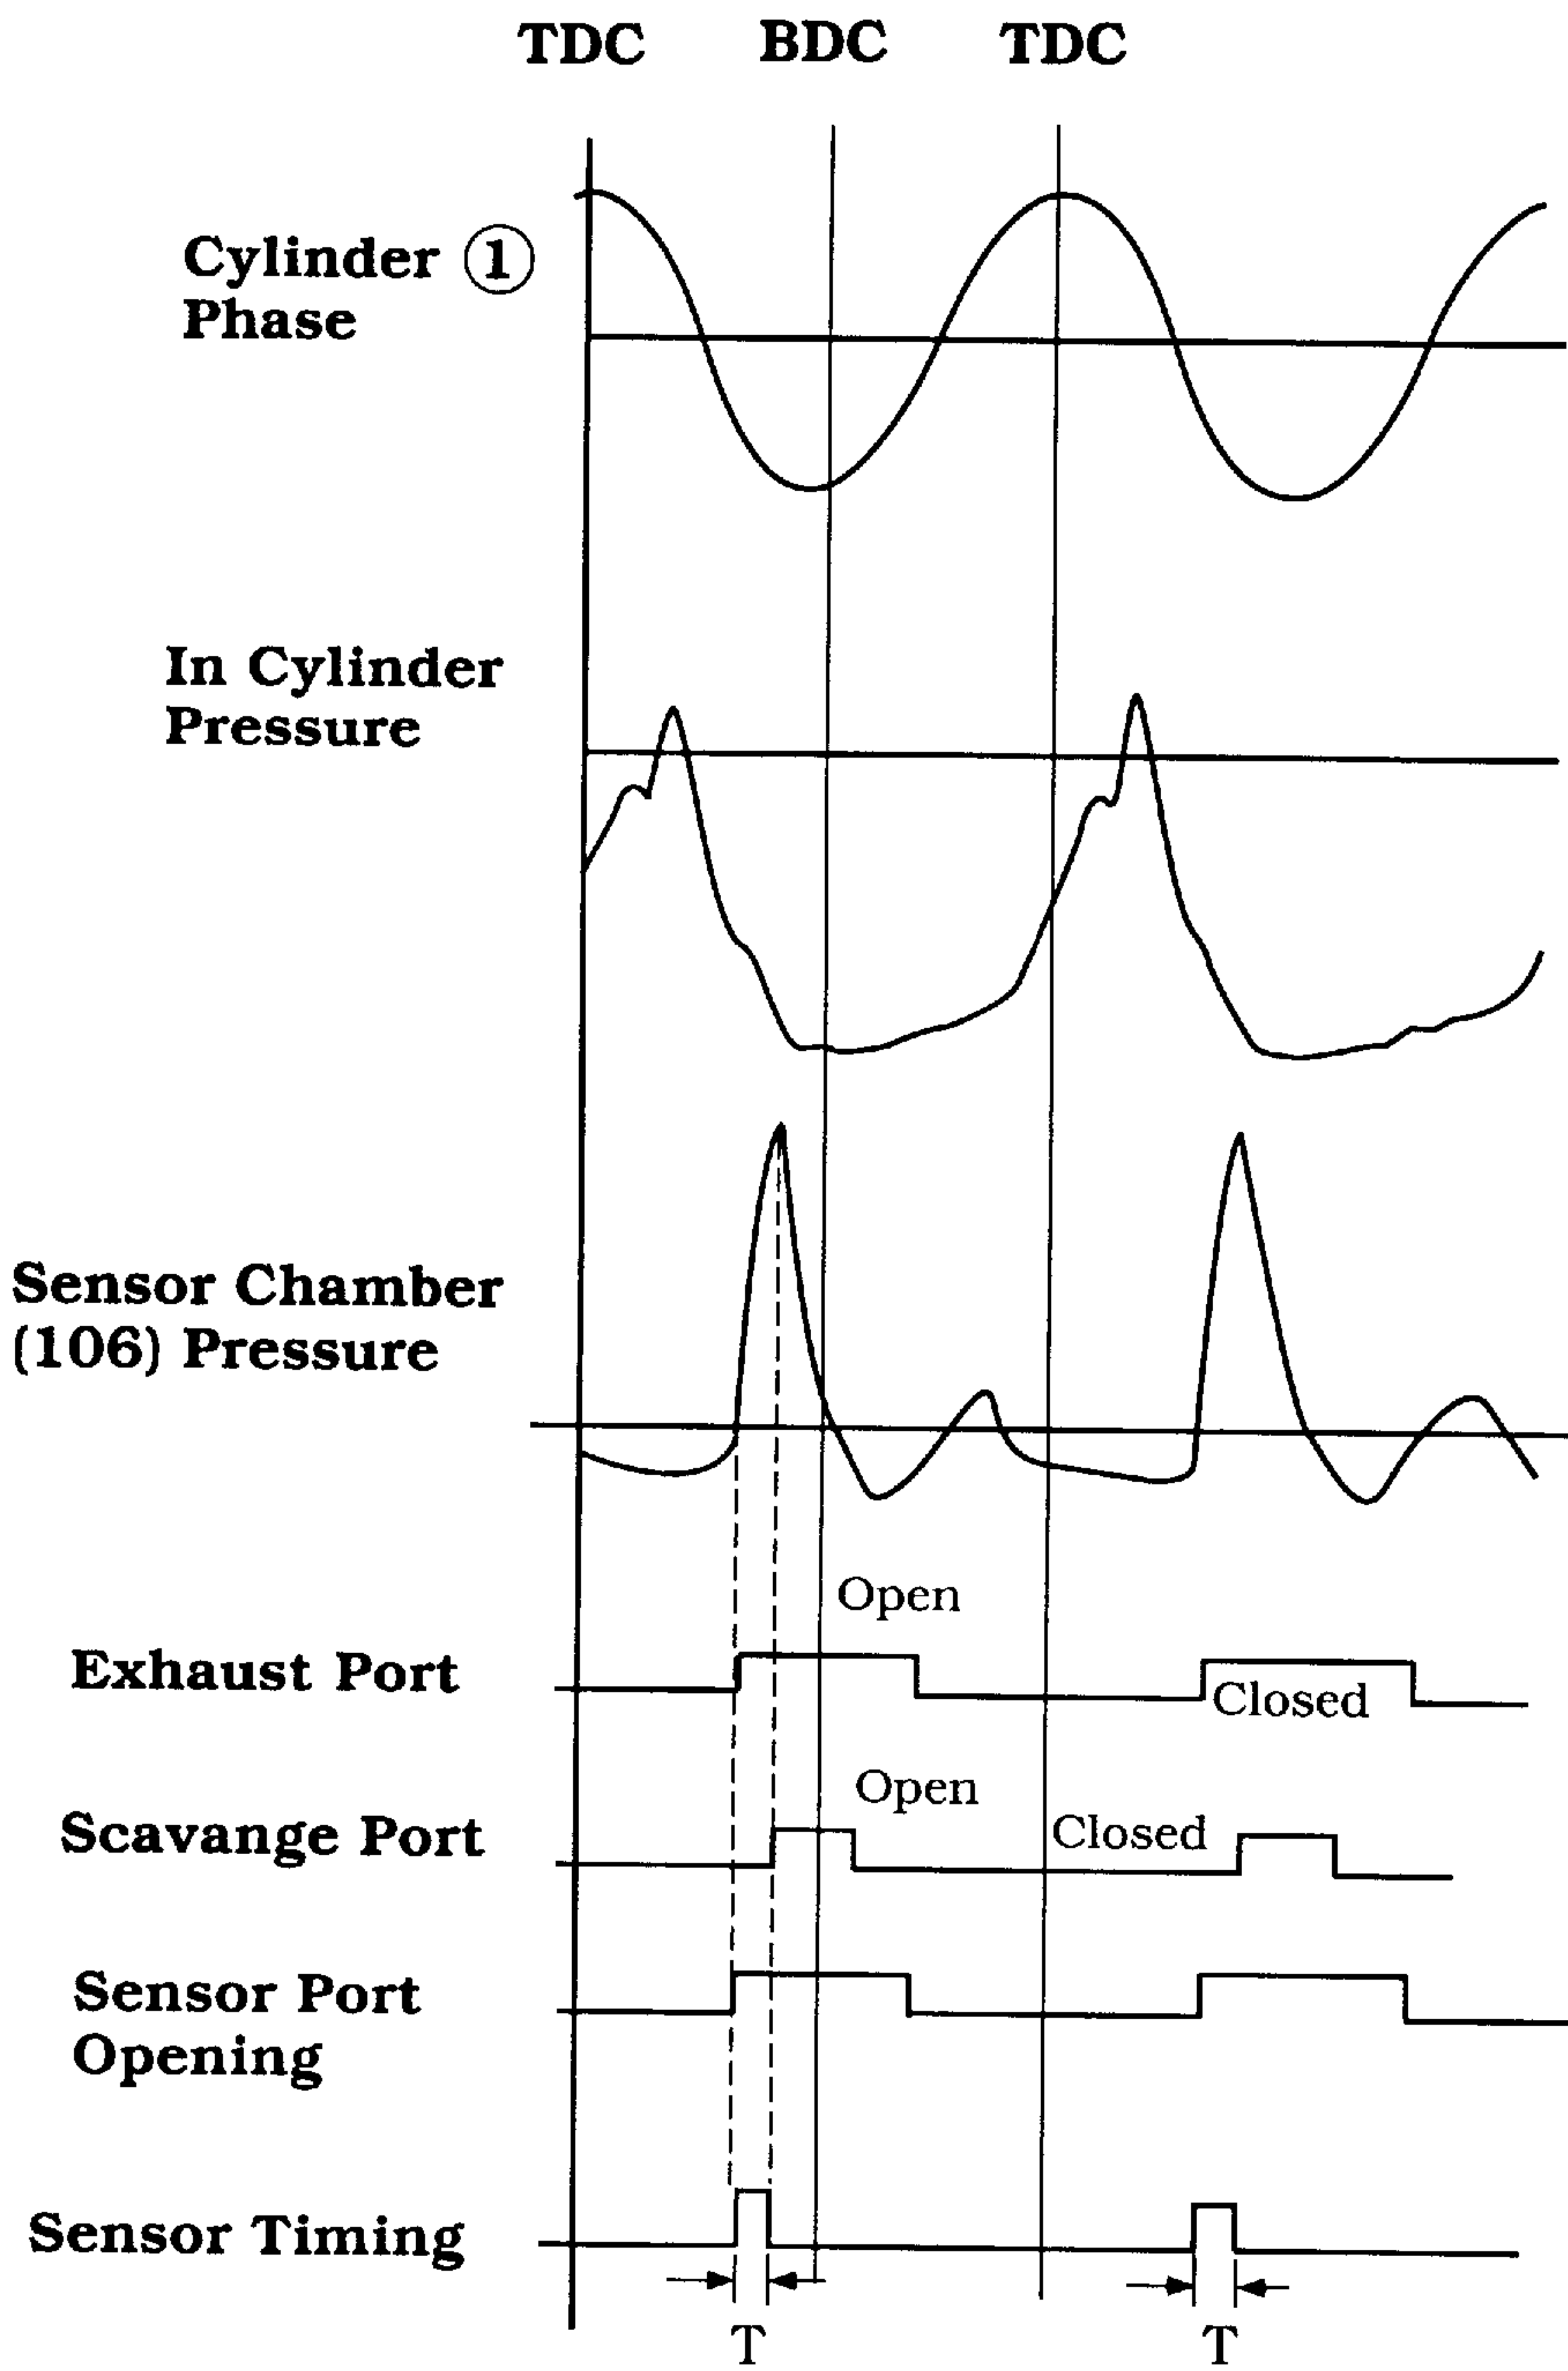 TDC BDC TDC
Cylinder 1
Phase
In Cylinder
Pressure
Sensor Chamber
(106) Pressure
Open
Exhaust Port
Closed
Open
Scavange Port
Closed
Sensor Port
Opening
Sensor Timing
T T